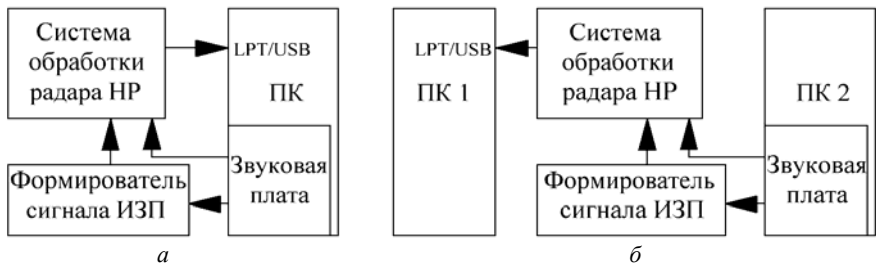 Система
обработки
радара НР
LPT/USB
ПК
Звуковая
плата
Формирователь
сигнала ИЗП
а
LPT/USB
ПК 1
Система
обработки
радара НР
ПК 2
Звуковая
плата
Формирователь
сигнала ИЗП
б